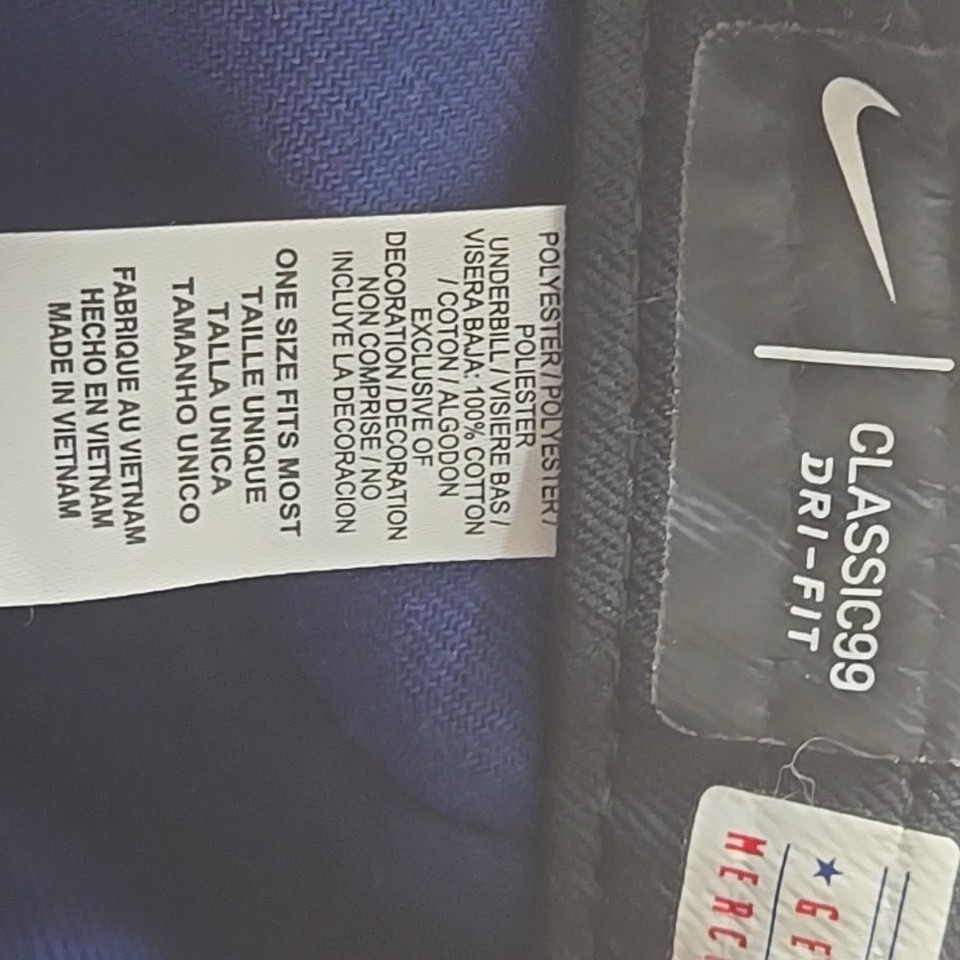 POLYESTER / POLYESTER /
POLIESTER
UNDERBILL / VISIERE BAS /
VISERA BAJA: 100% COTTON
/ COTON / ALGODON
EXCLUSIVE OF
DECORATION / DECORATION
NON COMPRISE / NO
INCLUYE LA DECORACION
ONE SIZE FITS MOST
TAILLE UNIQUE
TALLA UNICA
TAMANHO UNICO
FABRIQUE AU VIETNAM
HECHO EN VIETNAM
MADE IN VIETNAM
CLASSIC99
DRI-FIT
GE
MERC